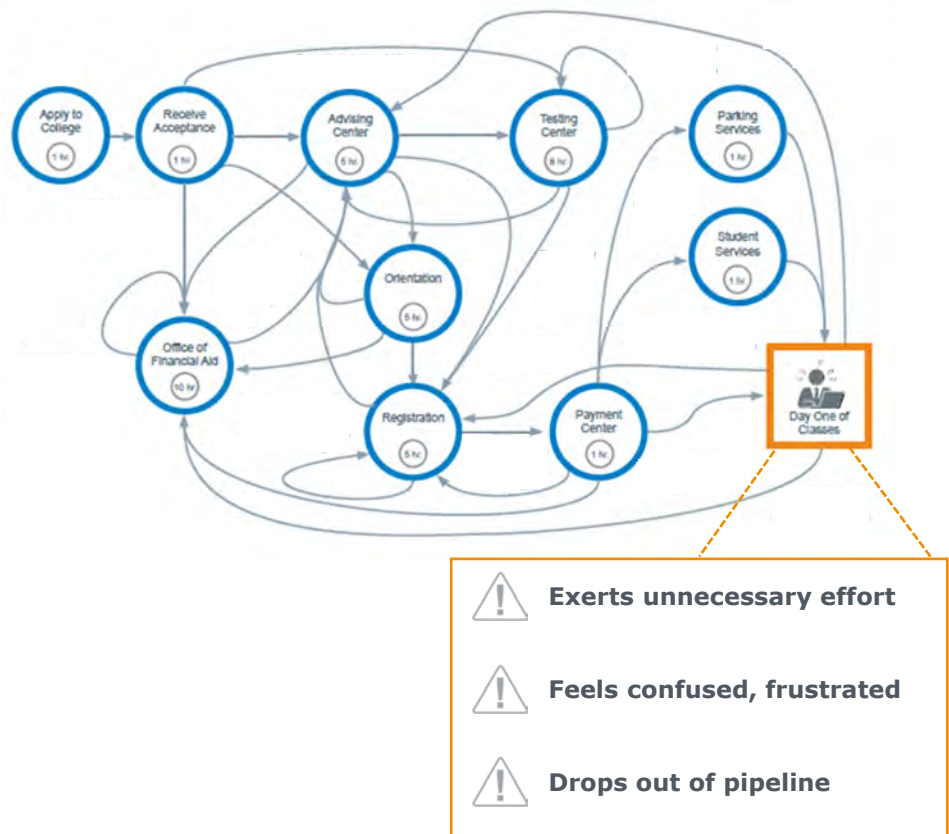 Apply to
College
1 hr.
Receive
Acceptance
1 hr.
Advising
Center
5 hr.
Testing
Center
6 hr.
Parking
Services
1 hr.
Student
Services
1 hr.
Orientation
5 hr.
Office of
Financial Aid
10 hr
Registration
5 hr.
Payment
Center
1 hr.
Day One of
Classes
Exerts unnecessary effort
Feels confused, frustrated
Drops out of pipeline